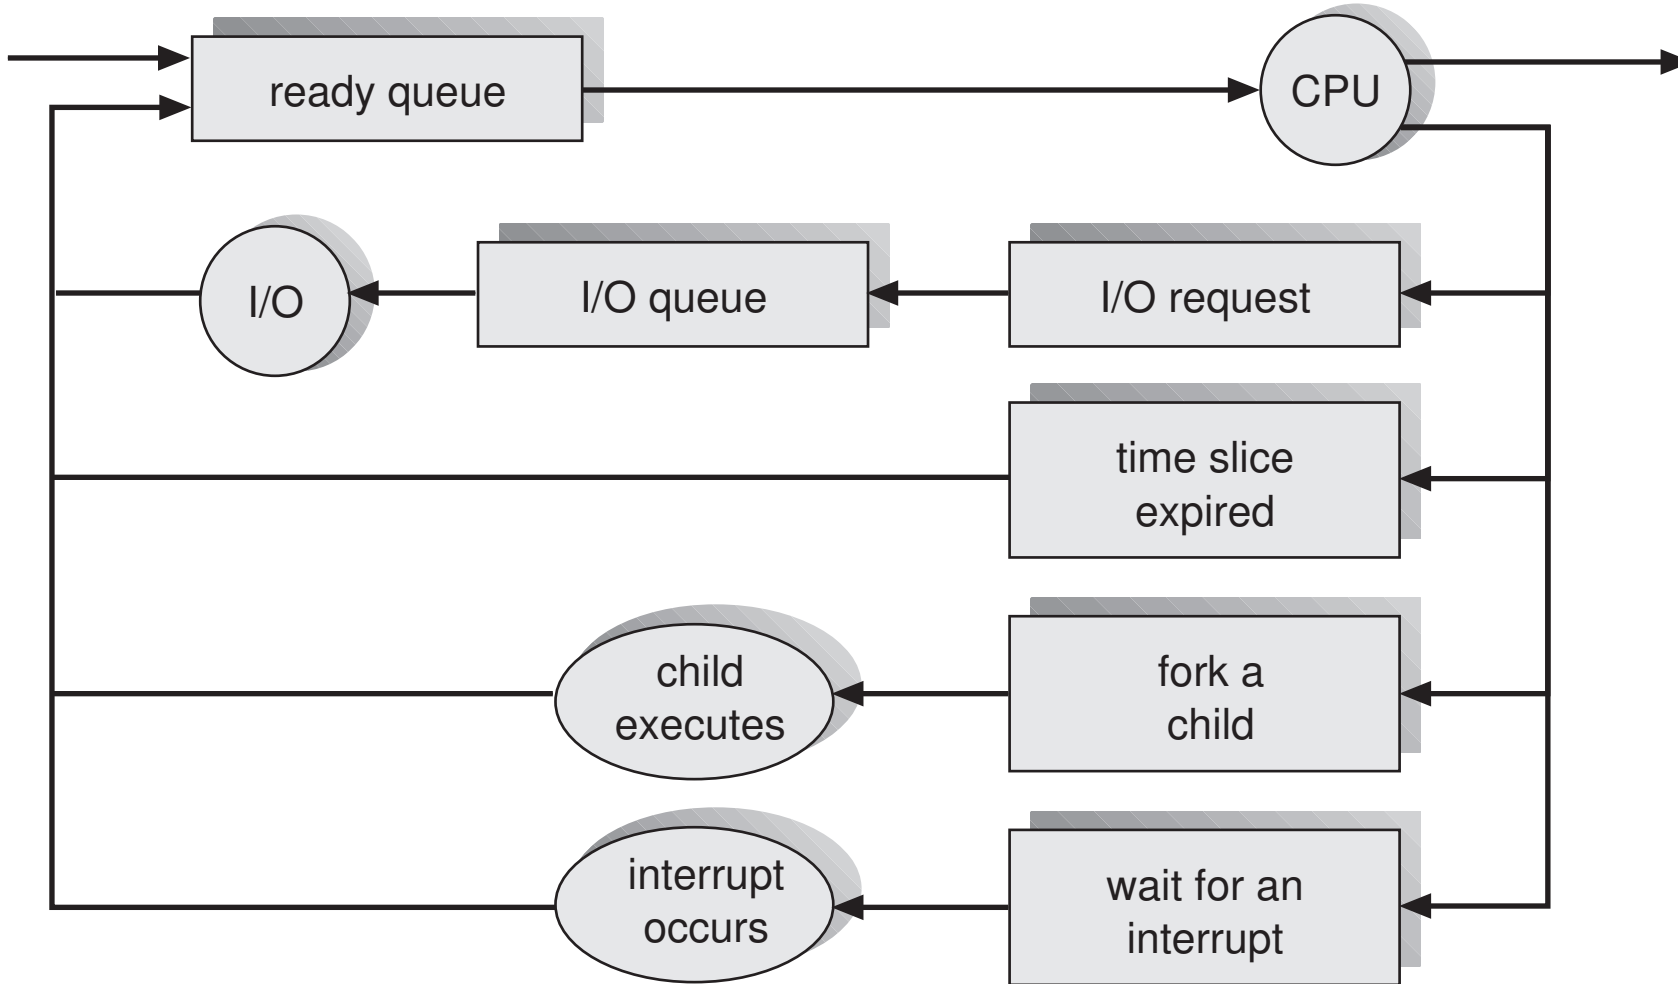 ready queue
CPU
I/O
I/O queue
I/O request
time slice
expired
child
executes
fork a
child
interrupt
occurs
wait for an
interrupt